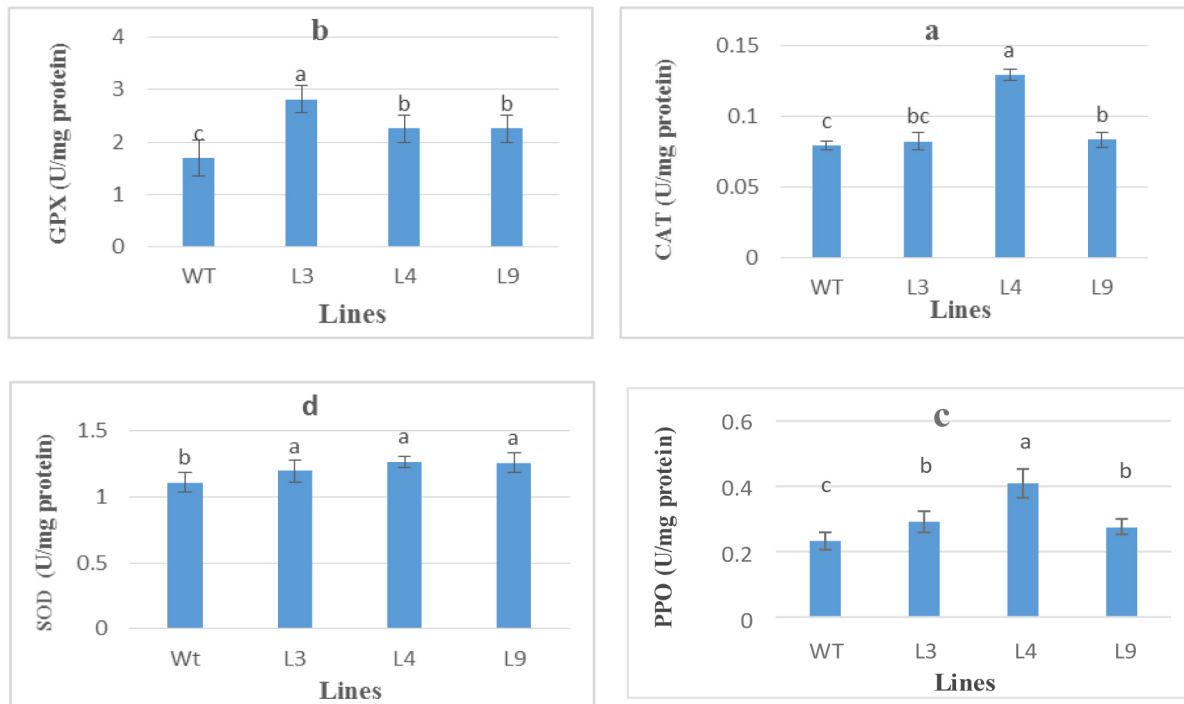 b
GPX (U/mg protein)
4
3
2
1
0
c
a
b
b
WT L3 L4 L9
Lines
a
CAT (U/mg protein)
0.15
0.1
0.05
0
c
bc
a
b
WT L3 L4 L9
Lines
d
SOD (U/mg protein)
1.5
1
0.5
0
b
a
a
a
Wt L3 L4 L9
Lines
c
PPO (U/mg protein)
0.6
0.4
0.2
0
c
b
a
b
WT L3 L4 L9
Lines